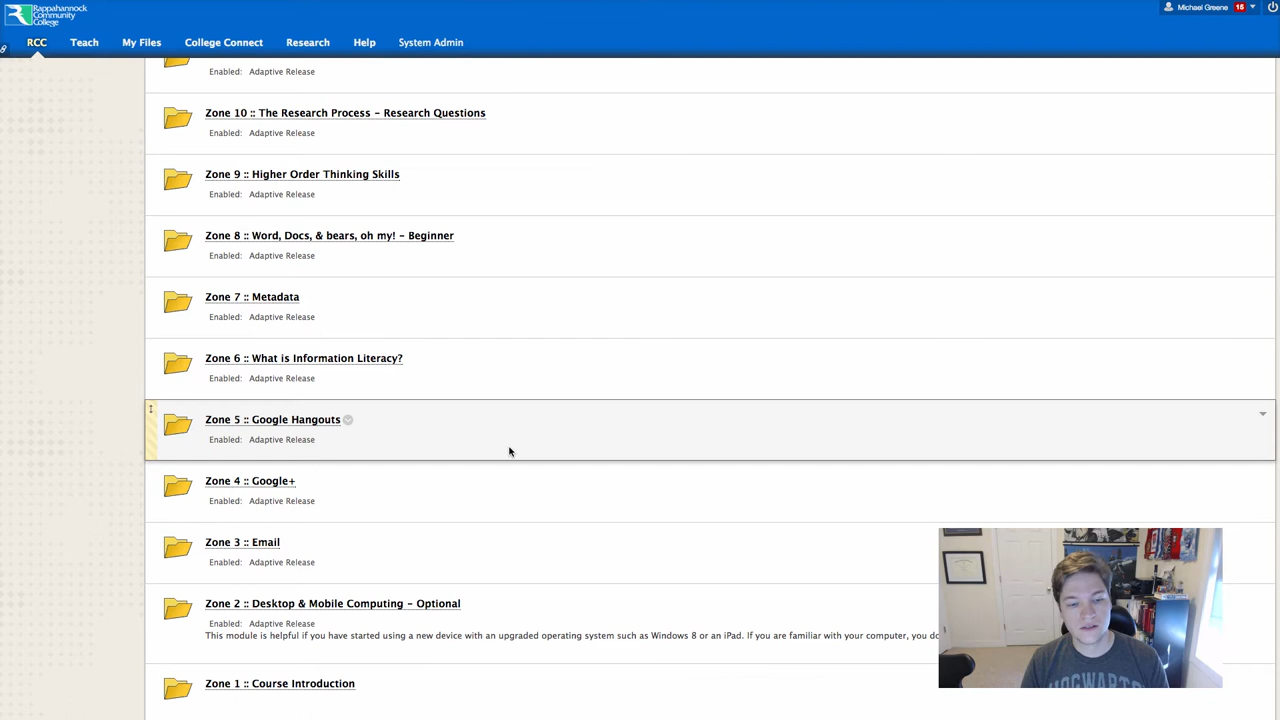 Rappahannock
Community
College
Michael Greene 15
RCC Teach My Files College Connect Research Help System Admin
Enabled: Adaptive Release
Zone 10 :: The Research Process - Research Questions
Enabled: Adaptive Release
Zone 9 :: Higher Order Thinking Skills
Enabled: Adaptive Release
Zone 8 :: Word, Docs, & bears, oh my! - Beginner
Enabled: Adaptive Release
Zone 7 :: Metadata
Enabled: Adaptive Release
Zone 6 :: What is Information Literacy?
Enabled: Adaptive Release
Zone 5 :: Google Hangouts
Enabled: Adaptive Release
Zone 4 :: Google+
Enabled: Adaptive Release
Zone 3 :: Email
Enabled: Adaptive Release
Zone 2 :: Desktop & Mobile Computing - Optional
Enabled: Adaptive Release
This module is helpful if you have started using a new device with an upgraded operating system such as Windows 8 or an iPad. If you are familiar with your computer, you do
Zone 1 :: Course Introduction
HOGWARTS